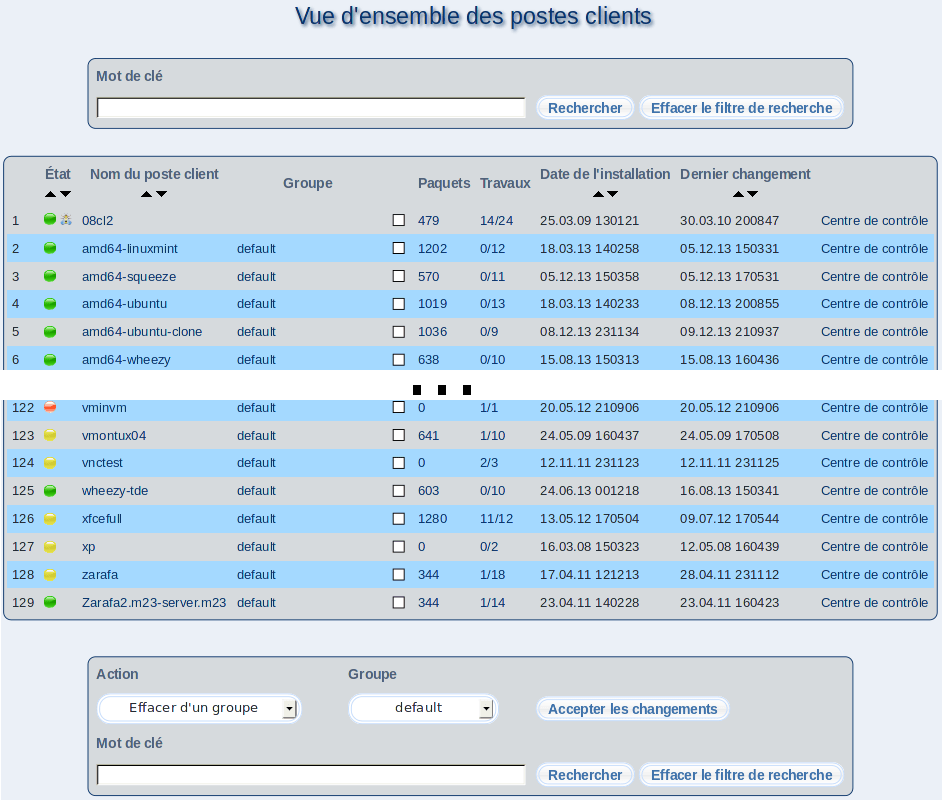 Vue d'ensemble des postes clients
Mot de clé
Rechercher Effacer le filtre de recherche
État Nom du poste client Groupe Paquets Travaux Date de l'installation Dernier changement
1 08cl2 479 14/24 25.03.09 130121 30.03.10 200847 Centre de contrôle
2 amd64-linuxmint default 1202 0/12 18.03.13 140258 05.12.13 150331 Centre de contrôle
3 amd64-squeeze default 570 0/11 05.12.13 150358 05.12.13 170531 Centre de contrôle
4 amd64-ubuntu default 1019 0/13 18.03.13 140233 08.12.13 200855 Centre de contrôle
5 amd64-ubuntu-clone default 1036 0/9 08.12.13 231134 09.12.13 210937 Centre de contrôle
6 amd64-wheezy default 638 0/10 15.08.13 150313 15.08.13 160436 Centre de contrôle
122 vminvm default 0 1/1 20.05.12 210906 20.05.12 210906 Centre de contrôle
123 vmontux04 default 641 1/10 24.05.09 160437 24.05.09 170508 Centre de contrôle
124 vnctest default 0 2/3 12.11.11 231123 12.11.11 231125 Centre de contrôle
125 wheezy-tde default 603 0/10 24.06.13 001218 16.08.13 150341 Centre de contrôle
126 xfcefull default 1280 11/12 13.05.12 170504 09.07.12 170544 Centre de contrôle
127 xp default 0 0/2 16.03.08 150323 12.05.08 160439 Centre de contrôle
128 zarafa default 344 1/18 17.04.11 121213 28.04.11 231112 Centre de contrôle
129 Zarafa2.m23-server.m23 default 344 1/14 23.04.11 140228 23.04.11 160423 Centre de contrôle
Action Groupe
Effacer d'un groupe default Accepter les changements
Mot de clé
Rechercher Effacer le filtre de recherche